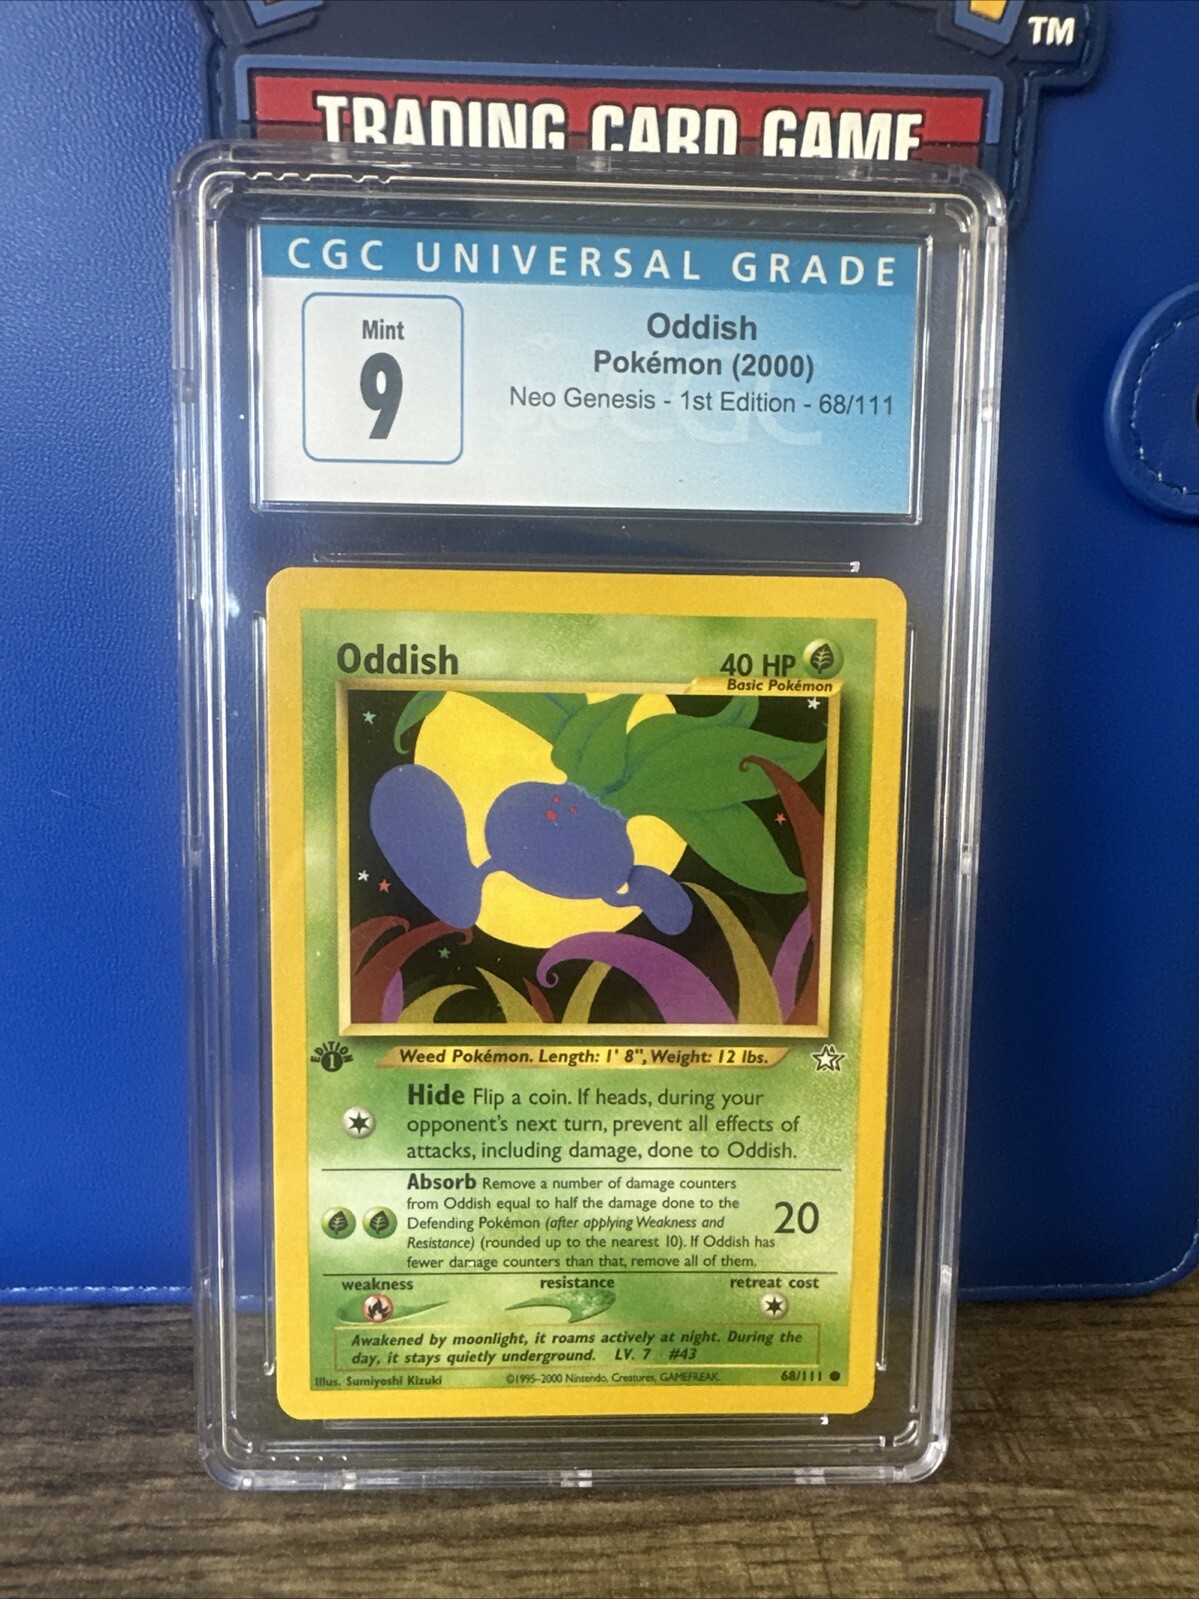 TM
TRADING CARD GAME
CGC UNIVERSAL GRADE
Mint
9
Oddish
Pokémon (2000)
Neo Genesis - 1st Edition - 68/111
CGC
Oddish
40 HP
Basic Pokémon
EDITION
1
Weed Pokémon. Length: 1' 8", Weight: 12 lbs.
Hide Flip a coin. If heads, during your
opponent's next turn, prevent all effects of
attacks, including damage, done to Oddish.
Absorb Remove a number of damage counters
from Oddish equal to half the damage done to the
Defending Pokémon (after applying Weakness and
Resistance) (rounded up to the nearest 10). If Oddish has
fewer damage counters than that, remove all of them.
20
weakness
resistance
retreat cost
Awakened by moonlight, it roams actively at night. During the
day, it stays quietly underground. LV. 7 #43
Illus. Sumiyoshi Kizuki
©1995-2000 Nintendo, Creatures, GAMEFREAK.
68/111